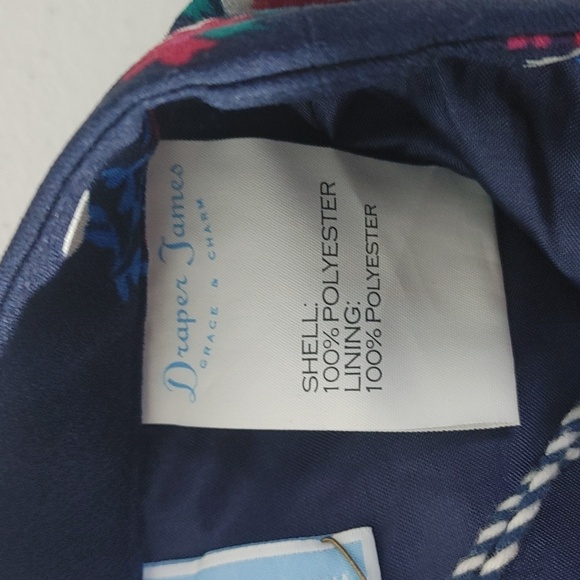 Draper James
GRACE & CHARM
SHELL:
100% POLYESTER
LINING:
100% POLYESTER